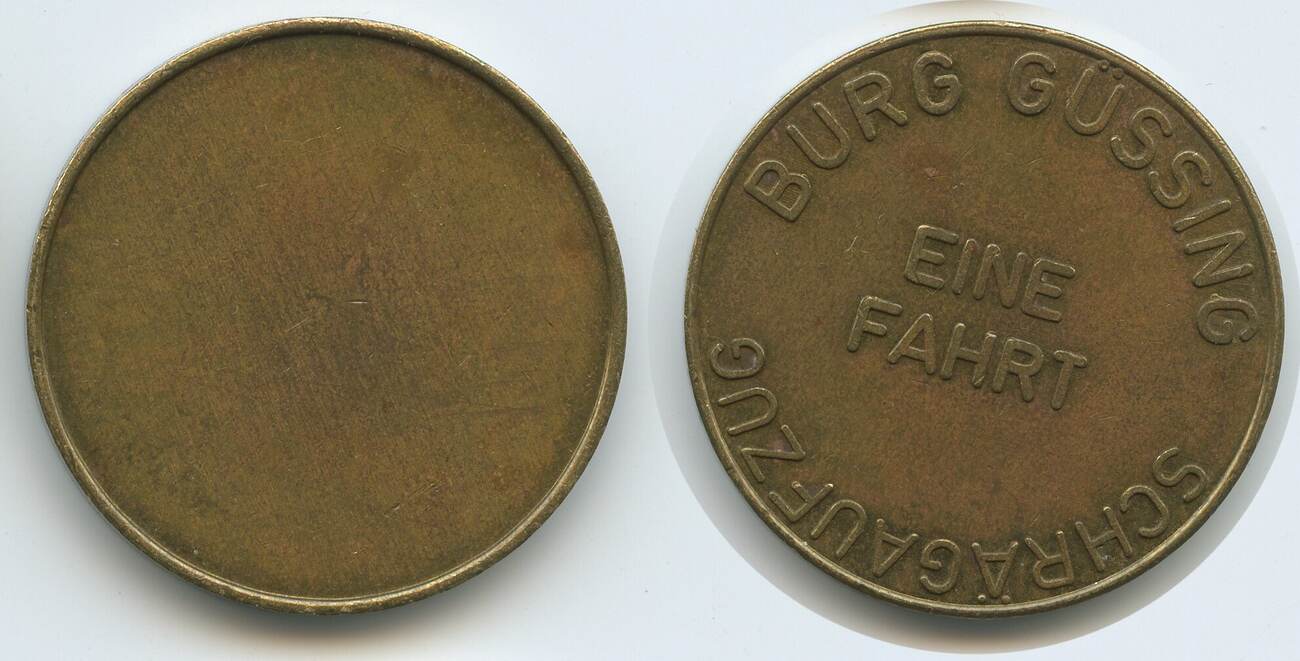 BURG GÜSSING
EINE
FAHRT
SCHRÄGAUFZUG